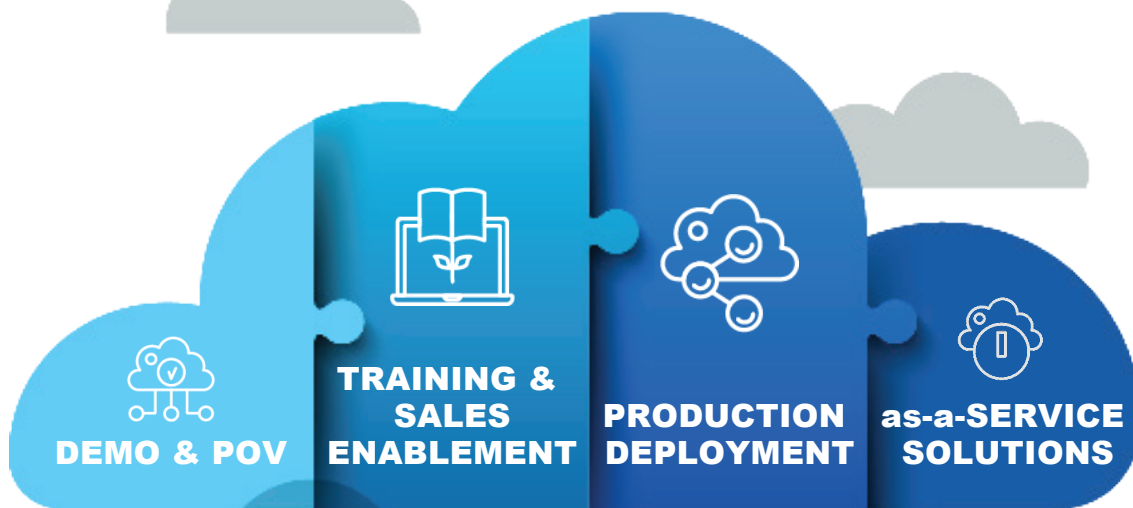 DEMO & POV
TRAINING &
SALES
ENABLEMENT
PRODUCTION
DEPLOYMENT
as-a-SERVICE
SOLUTIONS